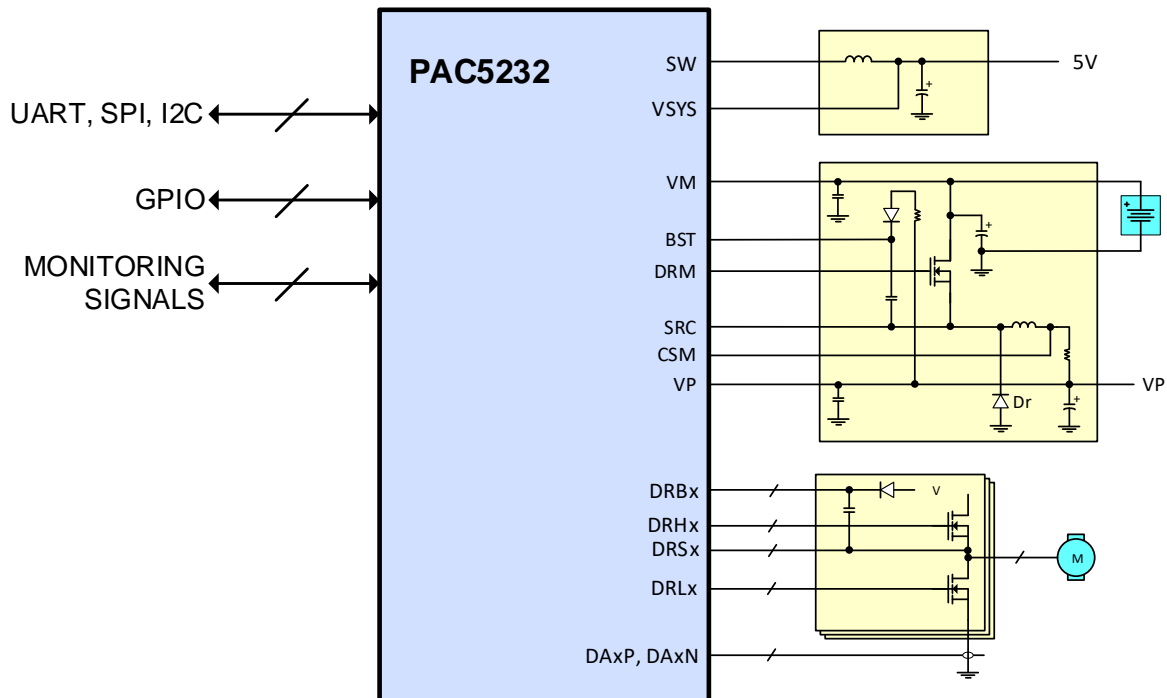 PAC5232
UART, SPI, I2C
GPIO
MONITORING
SIGNALS
SW
VSYS
VM
BST
DRM
SRC
CSM
VP
DRBx
DRHx
DRSx
DRLx
DAxP, DAxN
5V
+
+
+
Dr
+
VP
V
M